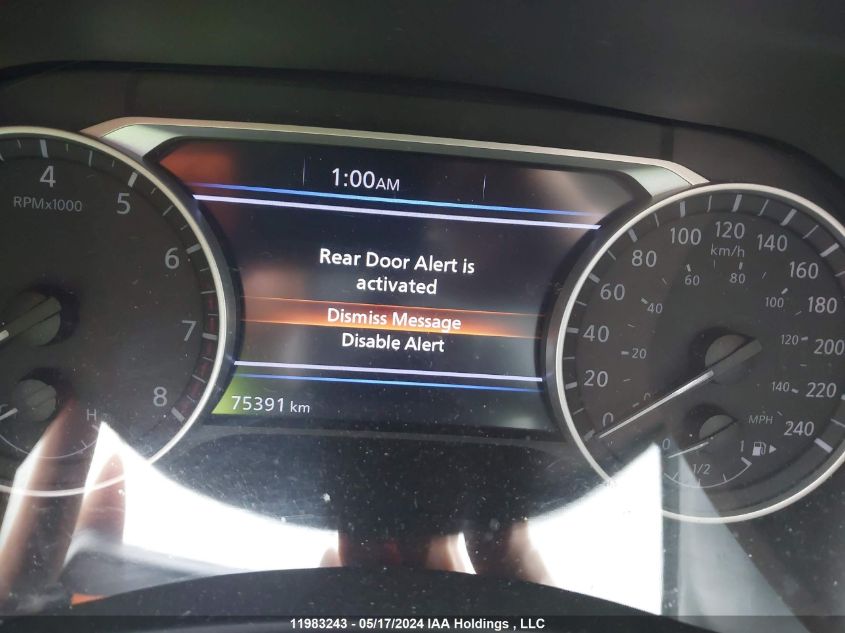 1:00AM
Rear Door Alert is
activated
Dismiss Message
Disable Alert
75391 km
4
5
6
7
8
RPMx1000
H
0
20
40
60
80
100
120
140
160
180
200
220
240
km/h
20
40
60
80
100
120
140
MPH
0
1/2
1
11983243 - 05/17/2024 IAA Holdings , LLC